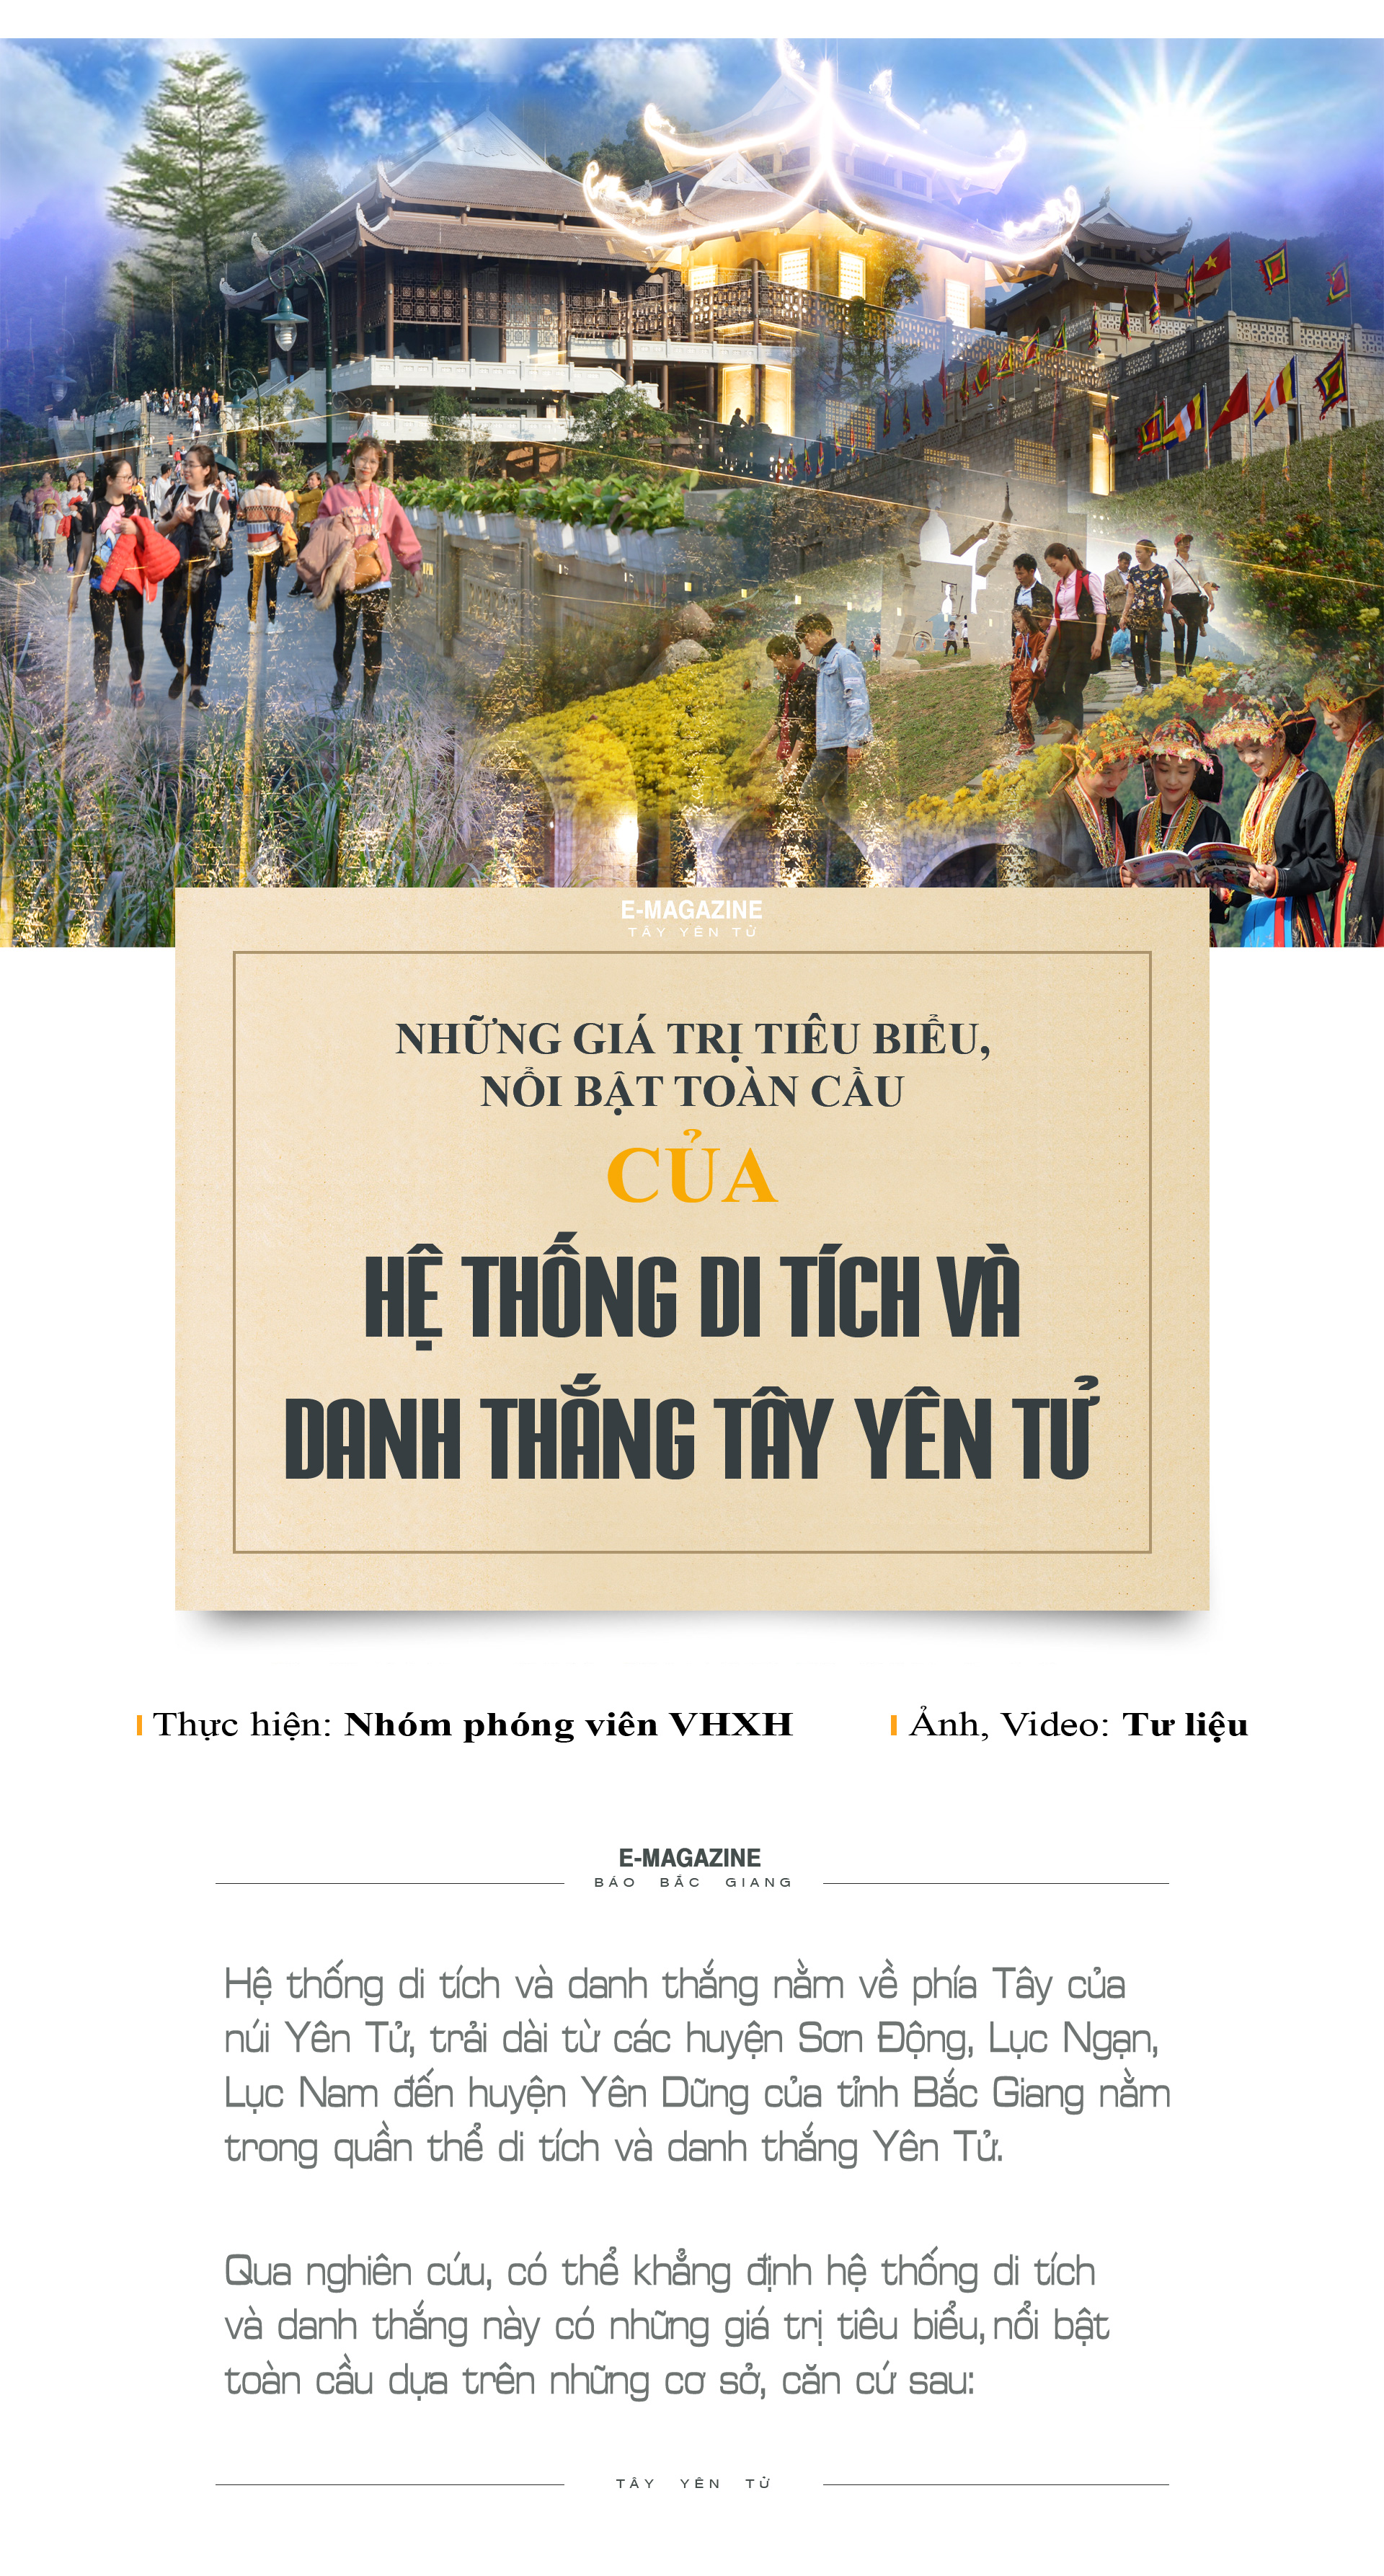 E-MAGAZINE
TÂY YÊN TỬ
NHỮNG GIÁ TRỊ TIÊU BIỂU,
NỔI BẬT TOÀN CẦU
CỦA
HỆ THỐNG DI TÍCH VÀ
DANH THẮNG TÂY YÊN TỬ
Thực hiện: Nhóm phóng viên VHXH
Ảnh, Video: Tư liệu
E-MAGAZINE
BÁO BẮC GIANG
Hệ thống di tích và danh thắng nằm về phía Tây của
núi Yên Tử, trải dài từ các huyện Sơn Động, Lục Ngạn,
Lục Nam đến huyện Yên Dũng của tỉnh Bắc Giang nằm
trong quần thể di tích và danh thắng Yên Tử.
Qua nghiên cứu, có thể khẳng định hệ thống di tích
và danh thắng này có những giá trị tiêu biểu, nổi bật
toàn cầu dựa trên những cơ sở, căn cứ sau:
TÂY YÊN TỬ